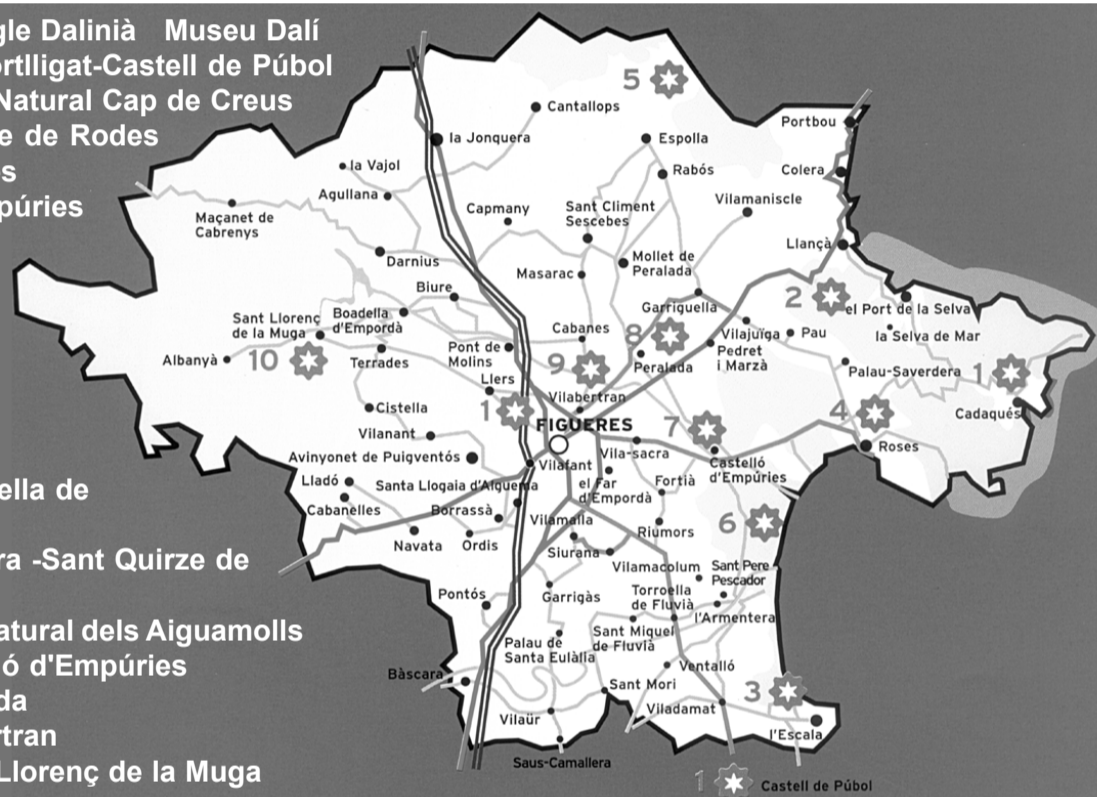 gle Dalinià Museu Dalí
ortlligat-Castell de Púbol
Natural Cap de Creus
e de Rodes
s
púries
ella de
ra -Sant Quirze de
atural dels Aiguamolls
ó d'Empúries
da
rtran
Llorenç de la Muga
5
Cantallops
Portbou
la Jonquera
Espolla
la Vajol
Rabós
Colera
Agullana
Vilamaniscle
Maçanet de
Cabrenys
Capmany
Sant Climent
Sescebes
Llançà
Darnius
Masarac
Mollet de
Peralada
Biure
2
Garriguella
el Port de la Selva
Sant Llorenç
de la Muga
Boadella
d'Empordà
Cabanes
8
Vilajuïga
Pau
la Selva de Mar
Albanyà
10
Terrades
Pont de
Molins
9
Peralada
Pedret
i Marzà
Palau-Saverdera
1
Llers
Cistella
1
Vilabertran
4
Cadaqués
FIGUERES
7
Vilanant
Vila-sacra
Roses
Avinyonet de Puigventós
Vilafant
Castelló
d'Empúries
Lladó
Santa Llogaia d'Alguema
el Far
d'Empordà
Fortià
Cabanelles
Borrassà
Vilamalla
6
Riumors
Navata
Ordis
Siurana
Vilamacolum
Sant Pere
Pescador
Pontós
Garrigàs
Torroella
de Fluvià
l'Armentera
Palau de
Santa Eulàlia
Sant Miquel
de Fluvià
Ventalló
Bàscara
Sant Mori
3
Viladamat
Vilaür
l'Escala
Saus-Camallera
1
Castell de Púbol